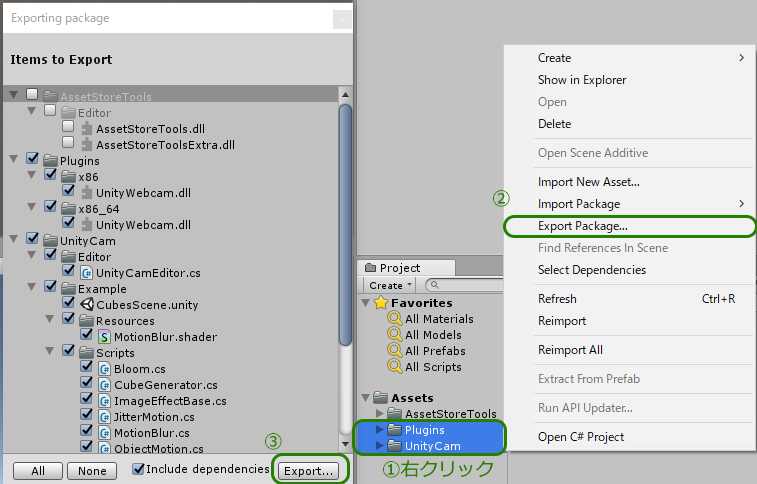 Exporting package
x
Items to Export
AssetStoreTools
Editor
AssetStoreTools.dll
AssetStoreToolsExtra.dll
Plugins
x86
UnityWebcam.dll
x86_64
UnityWebcam.dll
UnityCam
Editor
UnityCamEditor.cs
Example
CubesScene.unity
Resources
MotionBlur.shader
Scripts
Bloom.cs
CubeGenerator.cs
ImageEffectBase.cs
JitterMotion.cs
MotionBlur.cs
ObjectMotion.cs
All
None
Include dependencies
③
Export...
Project
Create
Favorites
All Materials
All Models
All Prefabs
All Scripts
Assets
AssetStoreTools
Plugins
UnityCam
①右クリック
Create
Show in Explorer
Open
Delete
Open Scene Additive
Import New Asset...
Import Package
②
Export Package...
Find References In Scene
Select Dependencies
Refresh Ctrl+R
Reimport
Reimport All
Extract From Prefab
Run API Updater...
Open C# Project